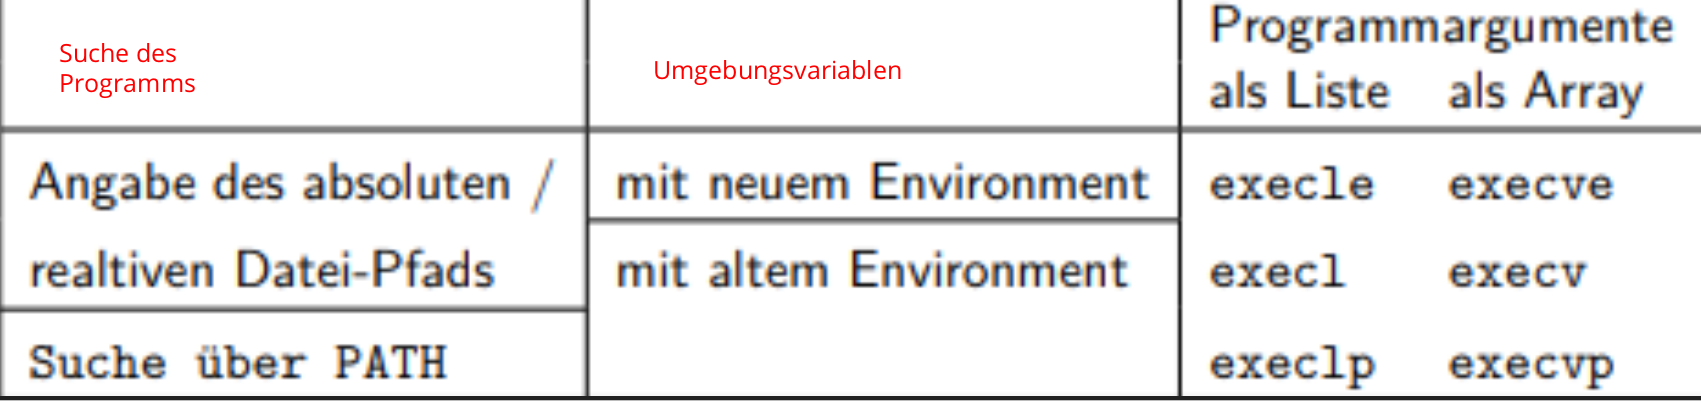 Suche des
Programms
Umgebungsvariablen
Programmargumente
als Liste als Array
Angabe des absoluten /
realtiven Datei-Pfads
mit neuem Environment
execle execve
mit altem Environment
execl execv
Suche über PATH
execlp execvp